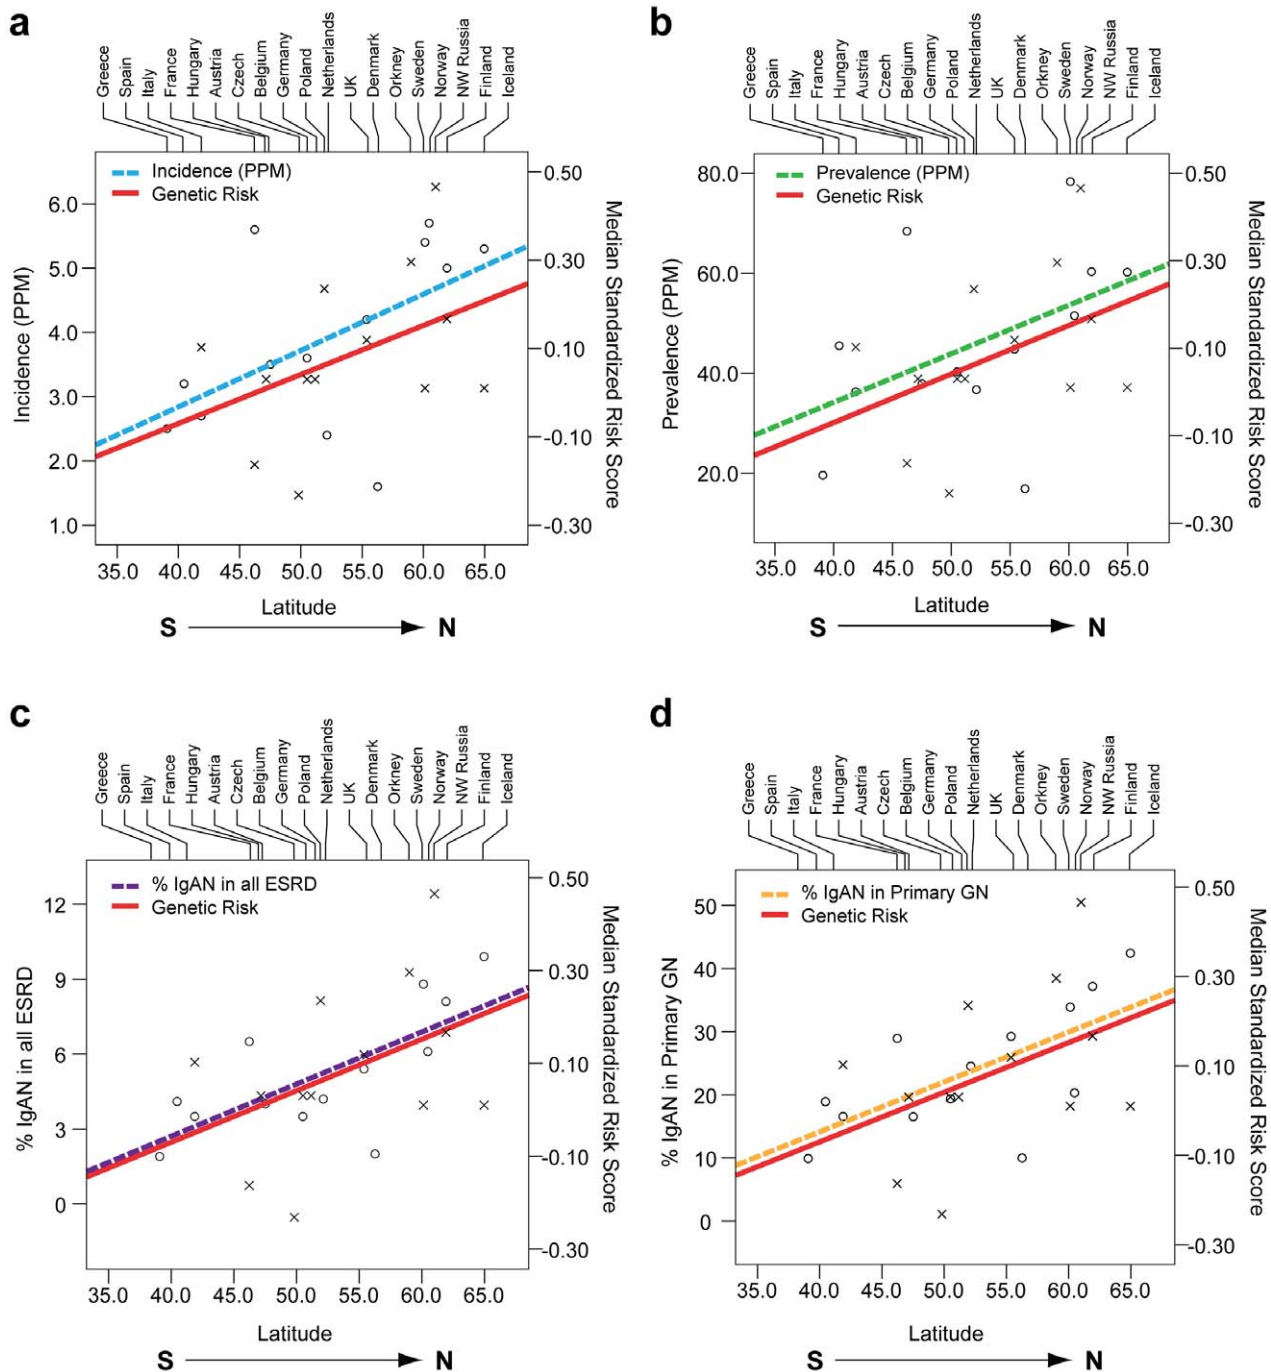 a
Greece
Spain
Italy
France
Hungary
Austria
Czech
Belgium
Germany
Poland
Netherlands
UK
Denmark
Orkney
Sweden
Norway
NW Russia
Finland
Iceland
Incidence (PPM)
Genetic Risk
Incidence (PPM)
6.0
5.0
4.0
3.0
2.0
1.0
0.50
0.30
0.10
-0.10
-0.30
Median Standardized Risk Score
35.0 40.0 45.0 50.0 55.0 60.0 65.0
Latitude
S N
b
Greece
Spain
Italy
France
Hungary
Austria
Czech
Belgium
Germany
Poland
Netherlands
UK
Denmark
Orkney
Sweden
Norway
NW Russia
Finland
Iceland
Prevalence (PPM)
Genetic Risk
Prevalence (PPM)
80.0
60.0
40.0
20.0
0.50
0.30
0.10
-0.10
-0.30
Median Standardized Risk Score
35.0 40.0 45.0 50.0 55.0 60.0 65.0
Latitude
S N
c
Greece
Spain
Italy
France
Hungary
Austria
Czech
Belgium
Germany
Poland
Netherlands
UK
Denmark
Orkney
Sweden
Norway
NW Russia
Finland
Iceland
% IgAN in all ESRD
Genetic Risk
% IgAN in all ESRD
12
9
6
3
0
0.50
0.30
0.10
-0.10
-0.30
Median Standardized Risk Score
35.0 40.0 45.0 50.0 55.0 60.0 65.0
Latitude
S N
d
Greece
Spain
Italy
France
Hungary
Austria
Czech
Belgium
Germany
Poland
Netherlands
UK
Denmark
Orkney
Sweden
Norway
NW Russia
Finland
Iceland
% IgAN in Primary GN
Genetic Risk
% IgAN in Primary GN
50
40
30
20
10
0
0.50
0.30
0.10
-0.10
-0.30
Median Standardized Risk Score
35.0 40.0 45.0 50.0 55.0 60.0 65.0
Latitude
S N